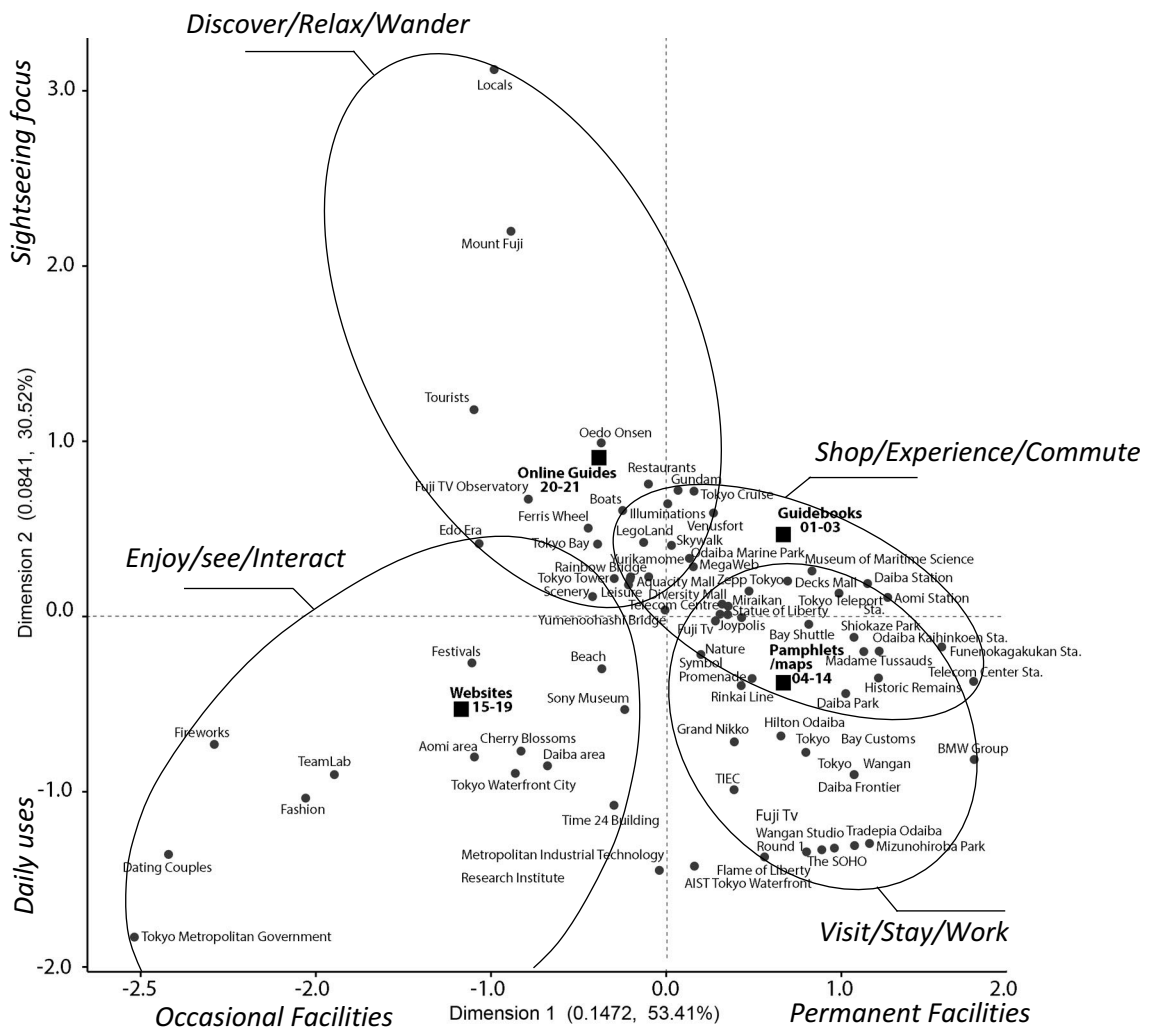 Discover/Relax/Wander
Sightseeing focus
3.0
Locals
Mount Fuji
2.0
Tourists
1.0
Oedo Onsen
Restaurants
Shop/Experience/Commute
Online Guides
20-21
Gundam
Fuji TV Observatory
Boats
Tokyo Cruise
Illuminations
Guidebooks
01-03
Ferris Wheel
Venusfort
LegoLand
Skywalk
Edo Era
Tokyo Bay
Enjoy/see/Interact
Yurikamome
Odaiba Marine Park
Rainbow Bridge
MegaWeb
Museum of Maritime Science
Tokyo Tower
Aquacity Mall
Zepp Tokyo
Decks Mall
Daiba Station
Scenery
Leisure
Diversity Mall
Miraikan
Tokyo Teleport
Sta.
Aomi Station
Telecom Centre
Statue of Liberty
0.0
Yumenoohashi Bridge
Fuji Tv
Joypolis
Bay Shuttle
Shiokaze Park
Odaiba Kaihinkoen Sta.
Dimension 2 (0.0841, 30.52%)
Festivals
Beach
Nature
Symbol
Promenade
Pamphlets
/maps
04-14
Madame Tussauds
Funenokagakukan Sta.
Telecom Center Sta.
Websites
15-19
Sony Museum
Rinkai Line
Historic Remains
Daiba Park
Fireworks
Aomi area
Cherry Blossoms
Daiba area
Grand Nikko
Hilton Odaiba
Tokyo
Bay Customs
BMW Group
TeamLab
Tokyo Waterfront City
TIEC
Tokyo
Wangan
Daiba Frontier
-1.0
Fashion
Time 24 Building
Fuji Tv
Wangan Studio
Tradepia Odaiba
Daily uses
Dating Couples
Metropolitan Industrial Technology
Research Institute
Round 1
The SOHO
Mizunohiroba Park
Flame of Liberty
AIST Tokyo Waterfront
Tokyo Metropolitan Government
Visit/Stay/Work
-2.0
-2.5
-2.0
-1.0
0.0
1.0
2.0
Occasional Facilities
Dimension 1 (0.1472, 53.41%)
Permanent Facilities